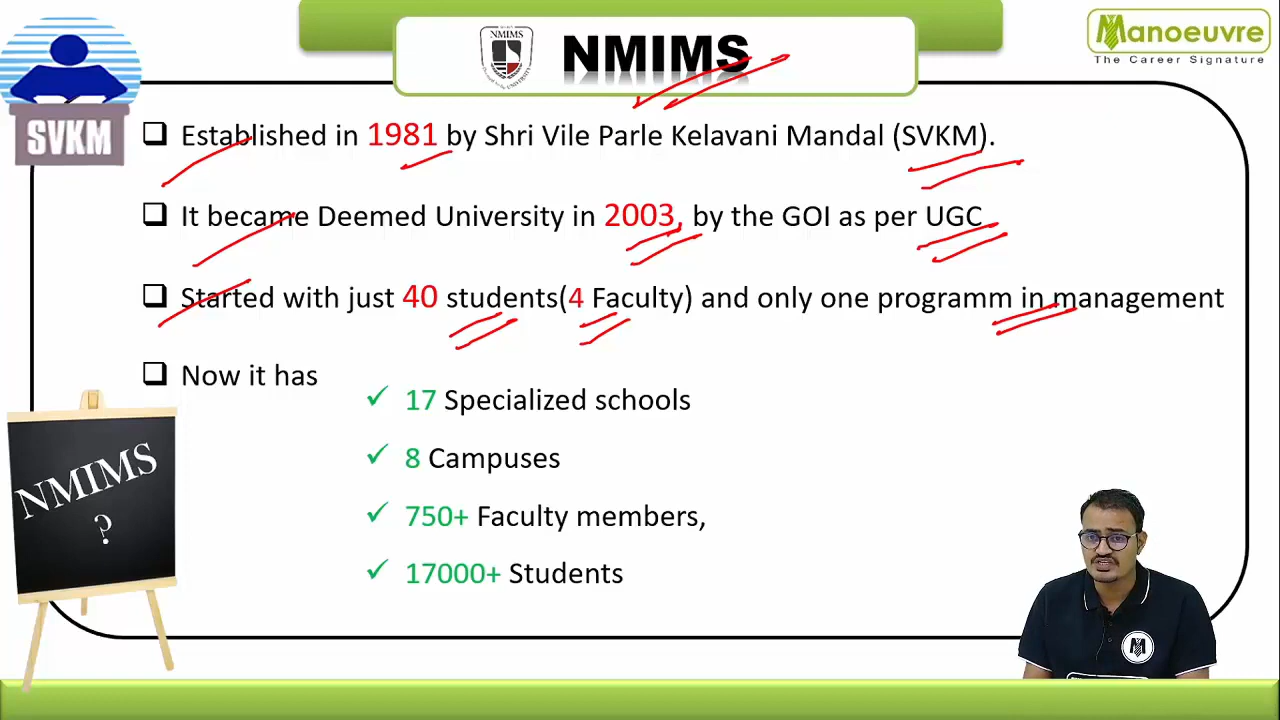 SVKM
NMIMS
NMIMS
Manoeuvre
The Career Signature
Established in 1981 by Shri Vile Parle Kelavani Mandal (SVKM).
It became Deemed University in 2003, by the GOI as per UGC
Started with just 40 students(4 Faculty) and only one programm in management
Now it has
17 Specialized schools
8 Campuses
750+ Faculty members,
17000+ Students
NMIMS
?
M